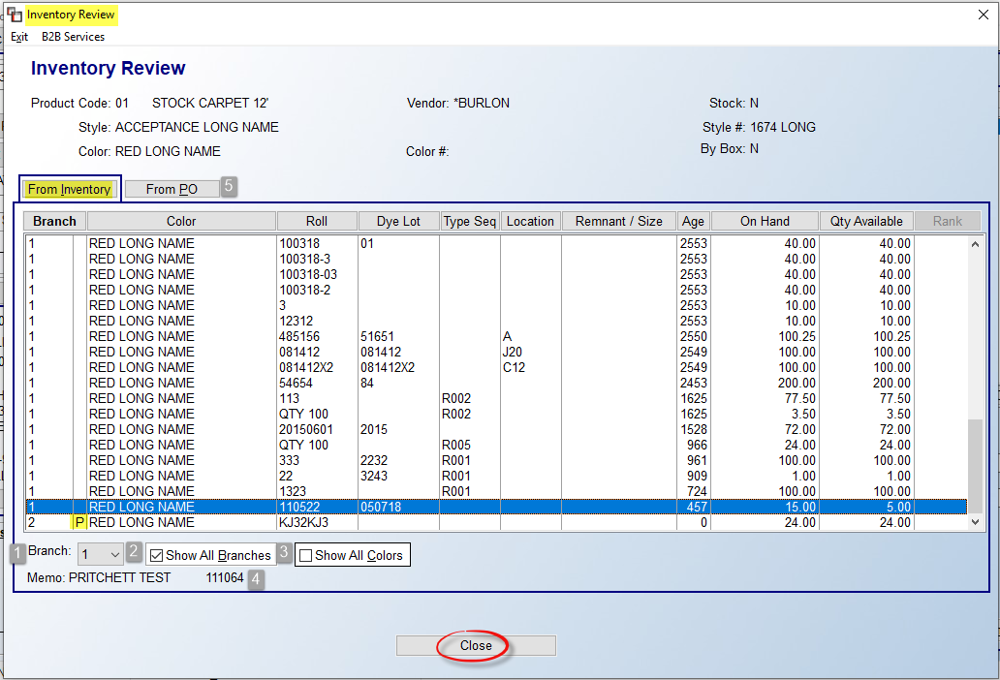 Inventory Review
Exit B2B Services
Inventory Review
Product Code: 01 STOCK CARPET 12' Vendor: *BURLON Stock: N
Style: ACCEPTANCE LONG NAME Style #: 1674 LONG
Color: RED LONG NAME Color #: By Box: N
From Inventory From PO 5
Branch Color Roll Dye Lot Type Seq Location Remnant / Size Age On Hand Qty Available Rank
1 RED LONG NAME 100318 01 2553 40.00 40.00
1 RED LONG NAME 100318-3 2553 40.00 40.00
1 RED LONG NAME 100318-03 2553 40.00 40.00
1 RED LONG NAME 100318-2 2553 40.00 40.00
1 RED LONG NAME 3 2553 10.00 10.00
1 RED LONG NAME 12312 2553 10.00 10.00
1 RED LONG NAME 485156 51651 A 2550 100.25 100.25
1 RED LONG NAME 081412 081412 J20 2549 100.00 100.00
1 RED LONG NAME 081412X2 081412X2 C12 2549 100.00 100.00
1 RED LONG NAME 54654 84 2453 200.00 200.00
1 RED LONG NAME 113 R002 1625 77.50 77.50
1 RED LONG NAME QTY 100 R002 1625 3.50 3.50
1 RED LONG NAME 20150601 2015 1528 72.00 72.00
1 RED LONG NAME QTY 100 R005 966 24.00 24.00
1 RED LONG NAME 333 2232 R001 961 100.00 100.00
1 RED LONG NAME 22 3243 R001 909 1.00 1.00
1 RED LONG NAME 1323 R001 724 100.00 100.00
1 RED LONG NAME 110522 050718 457 15.00 5.00
2 P RED LONG NAME KJ32KJ3 0 24.00 24.00
1 Branch: 1 2 Show All Branches 3 Show All Colors
Memo: PRITCHETT TEST 111064 4
Close